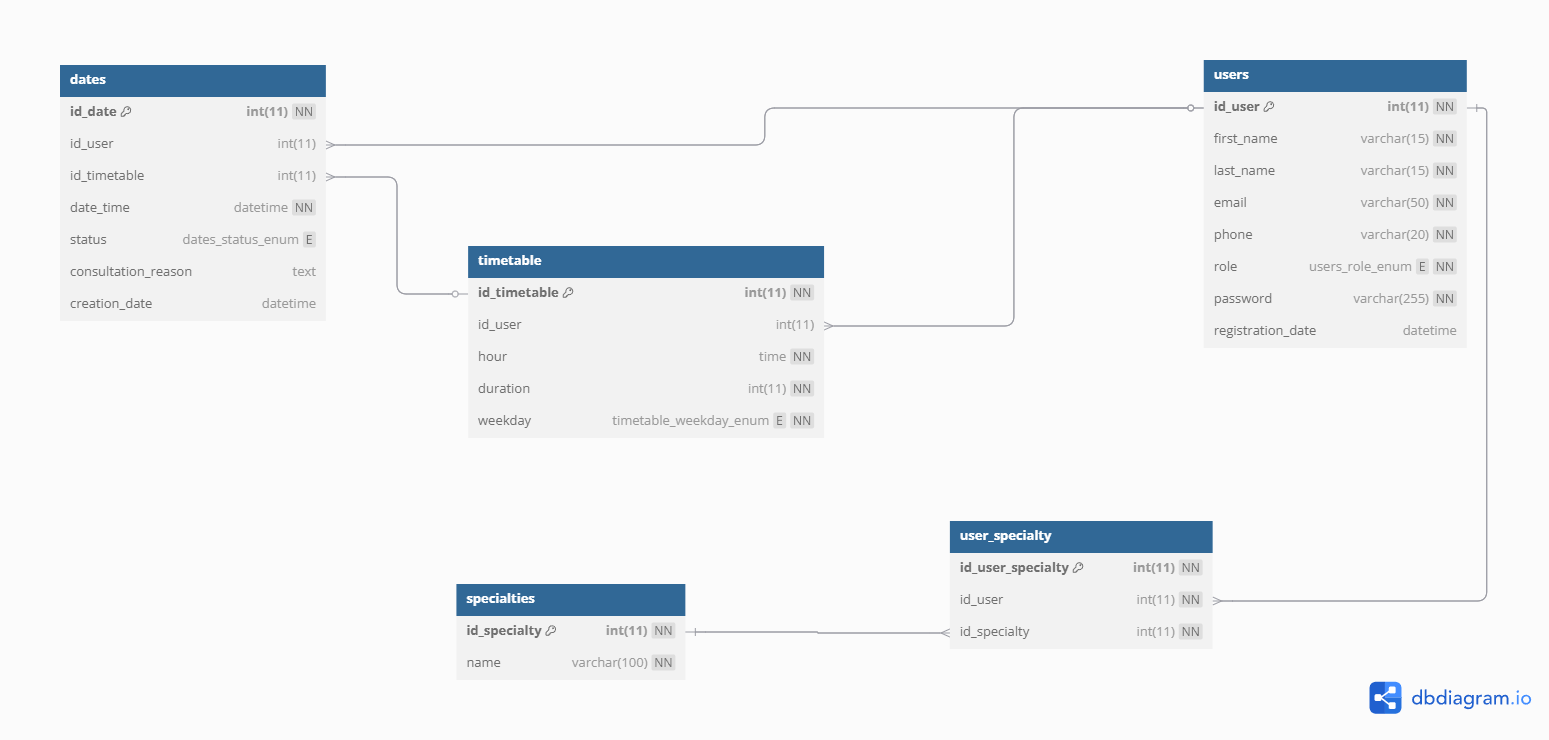 dates
id_date int(11) NN
id_user int(11)
id_timetable int(11)
date_time datetime NN
status dates_status_enum E
consultation_reason text
creation_date datetime
users
id_user int(11) NN
first_name varchar(15) NN
last_name varchar(15) NN
email varchar(50) NN
phone varchar(20) NN
role users_role_enum E NN
password varchar(255) NN
registration_date datetime
timetable
id_timetable int(11) NN
id_user int(11)
hour time NN
duration int(11) NN
weekday timetable_weekday_enum E NN
user_specialty
id_user_specialty int(11) NN
id_user int(11) NN
id_specialty int(11) NN
specialties
id_specialty int(11) NN
name varchar(100) NN
dbdiagram.io